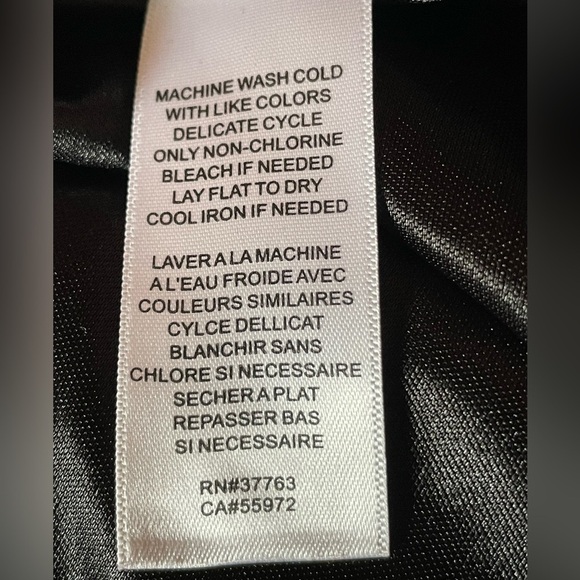 MACHINE WASH COLD
WITH LIKE COLORS
DELICATE CYCLE
ONLY NON-CHLORINE
BLEACH IF NEEDED
LAY FLAT TO DRY
COOL IRON IF NEEDED
LAVER A LA MACHINE
A L'EAU FROIDE AVEC
COULEURS SIMILAIRES
CYLCE DELLICAT
BLANCHIR SANS
CHLORE SI NECESSAIRE
SECHER A PLAT
REPASSER BAS
SI NECESSAIRE
RN#37763
CA#55972